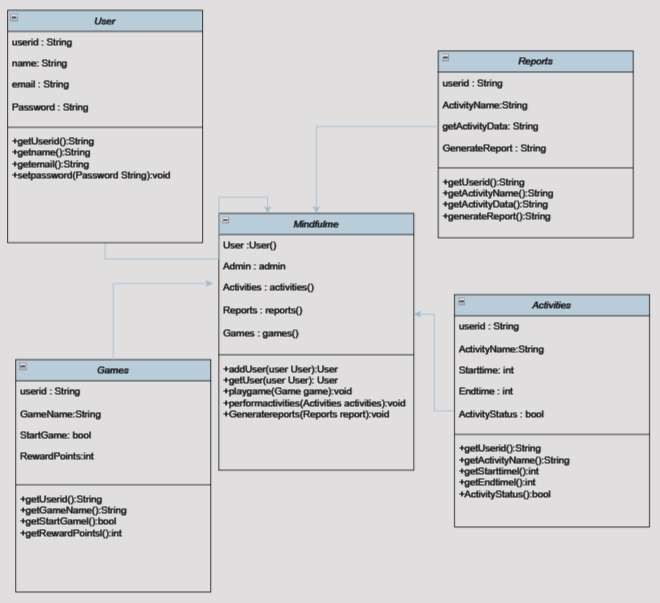 User
userid : String
name: String
email : String
Password : String
+getUserid():String
+getname():String
+getemail():String
+setpassword(Password String):void
Reports
userid : String
ActivityName:String
getActivityData: String
GenerateReport : String
+getUserid():String
+getActivityName():String
+getActivityData():String
+generateReport():String
Mindfulme
User :User()
Admin : admin
Activities : activities()
Reports : reports()
Games : games()
+addUser(user User):User
+getUser(user User): User
+playgame(Game game):void
+performactivities(Activities activities):void
+Generatereports(Reports report):void
Activities
userid : String
ActivityName:String
Starttime: int
Endtime : int
ActivityStatus : bool
+getUserid():String
+getActivityName():String
+getStarttimeI():int
+getEndtimeI():int
+ActivityStatus():bool
Games
userid : String
GameName:String
StartGame: bool
RewardPoints:int
+getUserid():String
+getGameName():String
+getStartGameI():bool
+getRewardPointsI():int